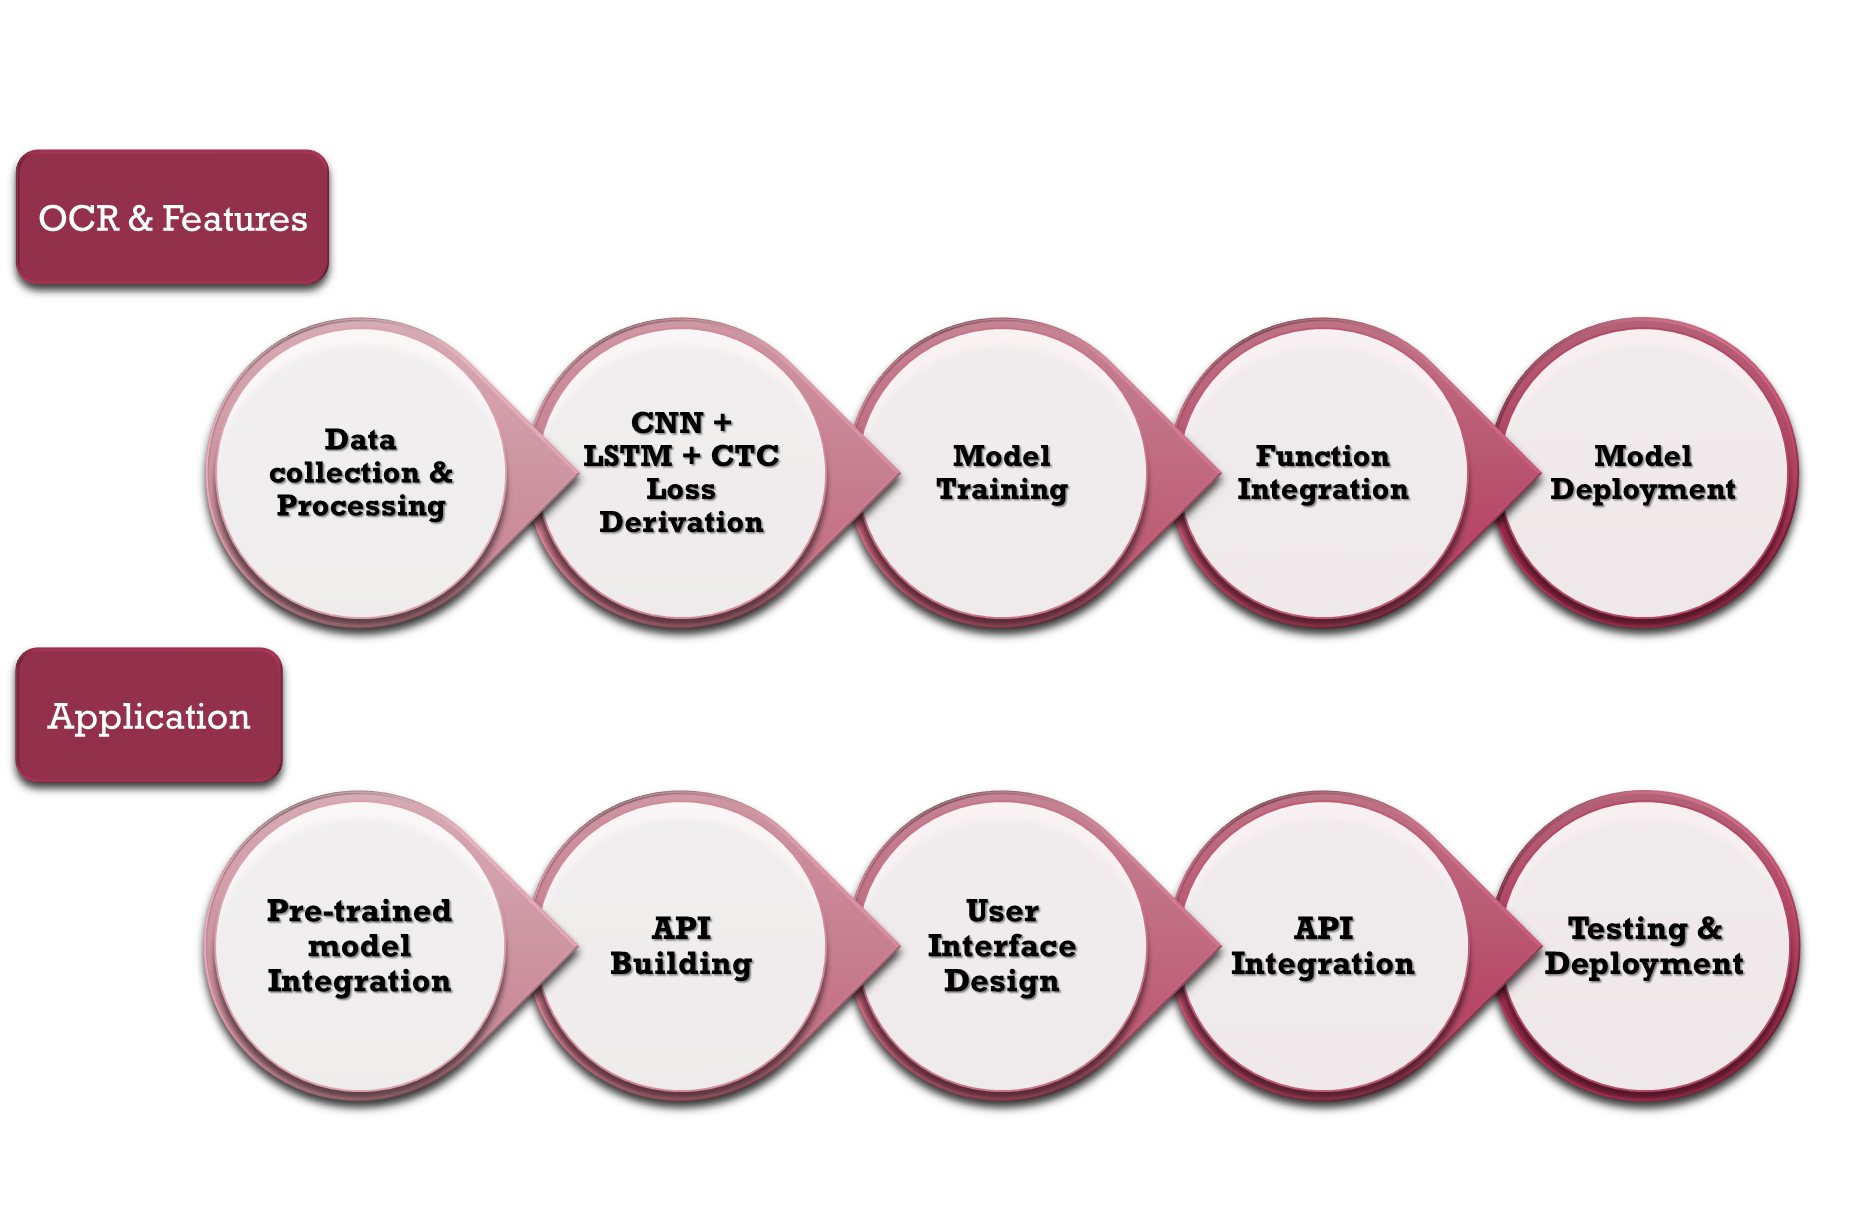 OCR & Features
Data
collection &
Processing
CNN +
LSTM + CTC
Loss
Derivation
Model
Training
Function
Integration
Model
Deployment
Application
Pre-trained
model
Integration
API
Building
User
Interface
Design
API
Integration
Testing &
Deployment